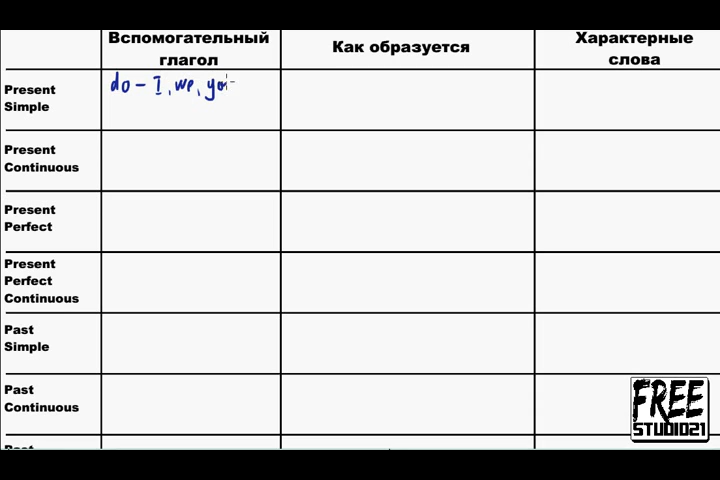 Вспомогательный глагол
Как образуется
Характерные слова
Present Simple
do – I, we, yo
Present Continuous
Present Perfect
Present Perfect Continuous
Past Simple
Past Continuous
FREE
STUDIO21